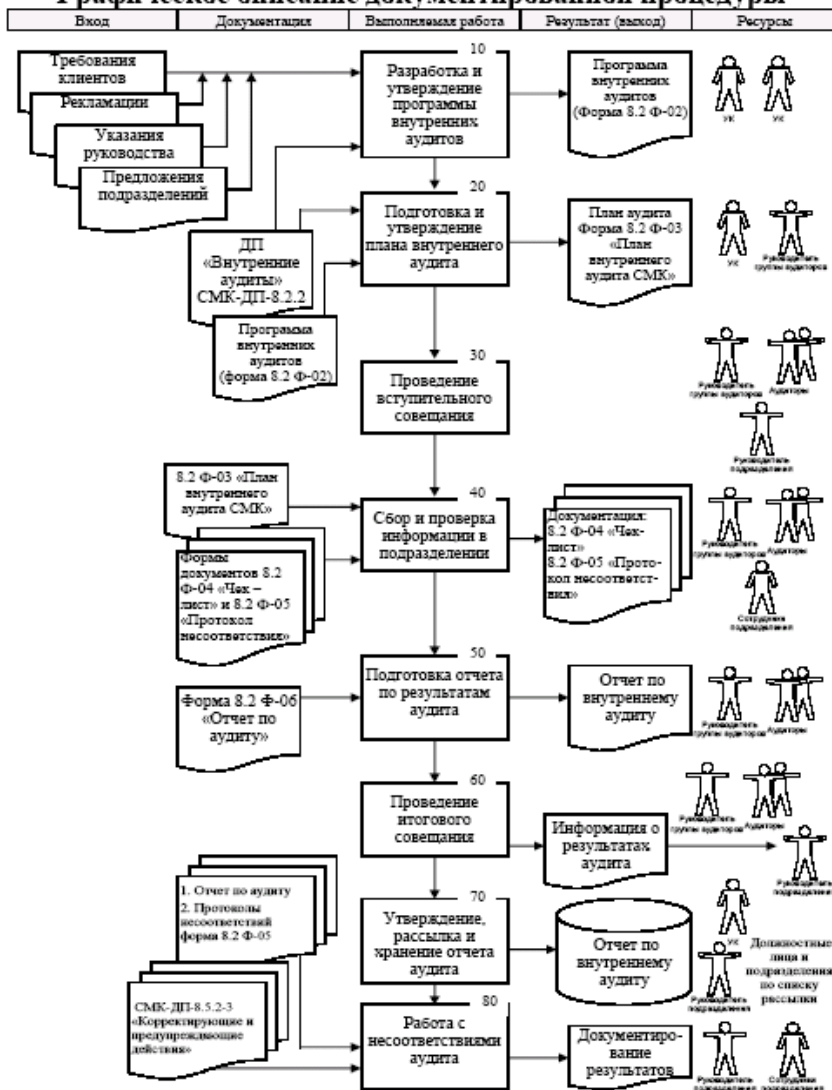 Графическое описание документированной процедуры
Вход
Документация
Выполняемая работа
Результат (выход)
Ресурсы
Требования
клиентов
Рекламации
Указания
руководства
Предложения
подразделений
10
Разработка и
утверждение
программы
внутренних
аудитов
Программа
внутренних
аудитов
(Форма 8.2 Ф-02)
УК
УК
20
Подготовка и
утверждение
плана внутреннего
аудита
ДП
«Внутренние
аудиты»
СМК-ДП-8.2.2
Программа
внутренних
аудитов
(форма 8.2 Ф-02)
План аудита
Форма 8.2 Ф-03
«План
внутреннего
аудита СМК»
УК
Руководитель
группы аудиторов
30
Проведение
вступительного
совещания
Руководитель
группы аудиторов
Аудиторы
Руководитель
подразделения
8.2 Ф-03 «План
внутреннего
аудита СМК»
Формы
документов 8.2
Ф-04 «Чек –
лист» и 8.2 Ф-05
«Протокол
несоответствия»
40
Сбор и проверка
информации в
подразделении
Документация:
8.2 Ф-04 «Чек-
лист»
8.2 Ф-05 «Прото-
кол несоответст-
вия»
Руководитель
группы аудиторов
Аудиторы
Сотрудники
подразделения
50
Подготовка отчета
по результатам
аудита
Форма 8.2 Ф-06
«Отчет по
аудиту»
Отчет по
внутреннему
аудиту
Руководитель
группы аудиторов
Аудиторы
60
Проведение
итогового
совещания
Информация о
результатах
аудита
Руководитель
группы аудиторов
Аудиторы
Руководитель
подразделения
1. Отчет по аудиту
2. Протоколы
несоответствий
форма 8.2 Ф-05
70
Утверждение,
рассылка и
хранение отчета
аудита
Отчет по
внутреннему
аудиту
УК
Должностные
лица и
подразделения
по списку
рассылки
Руководитель
подразделения
СМК-ДП-8.5.2-3
«Корректирующие и
предупреждающие
действия»
80
Работа с
несоответствиями
аудита
Документиро-
вание
результатов
Руководитель
подразделения
Сотрудники
подразделения